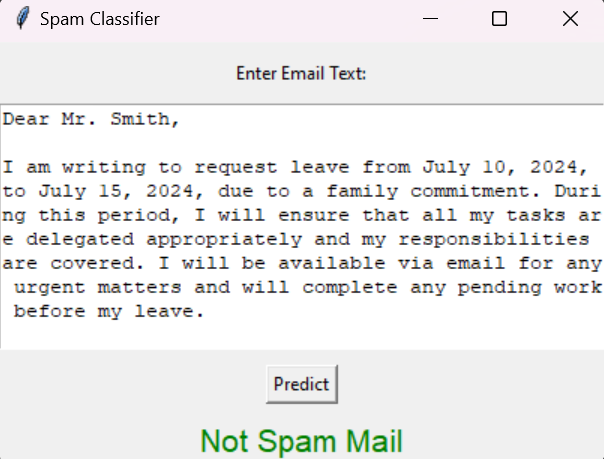 Spam Classifier
Enter Email Text:
Dear Mr. Smith,
I am writing to request leave from July 10, 2024,
to July 15, 2024, due to a family commitment. Duri
ng this period, I will ensure that all my tasks ar
e delegated appropriately and my responsibilities
are covered. I will be available via email for any
urgent matters and will complete any pending work
before my leave.
Predict
Not Spam Mail